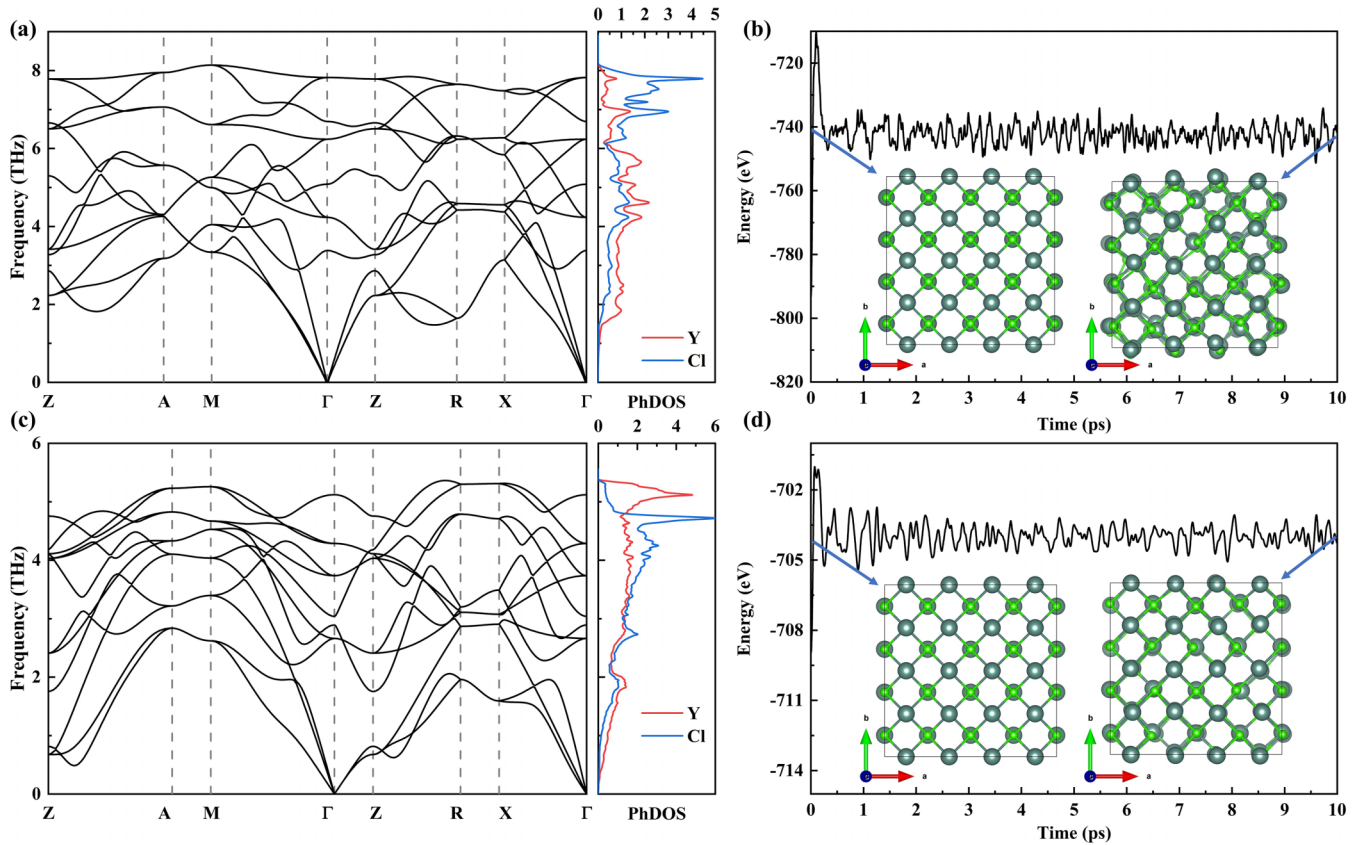 (a)
0 1 2 3 4 5
8
6
4
2
0
Frequency (THz)
Z A M Γ Z R X Γ
Y
Cl
PhDOS
(b)
-720
-740
-760
-780
-800
-820
Energy (eV)
b
a
b
a
0 1 2 3 4 5 6 7 8 9 10
Time (ps)
(c)
0 2 4 6
6
4
2
0
Frequency (THz)
Z A M Γ Z R X Γ
Y
Cl
PhDOS
(d)
-702
-705
-708
-711
-714
Energy (eV)
b
a
b
a
0 1 2 3 4 5 6 7 8 9 10
Time (ps)